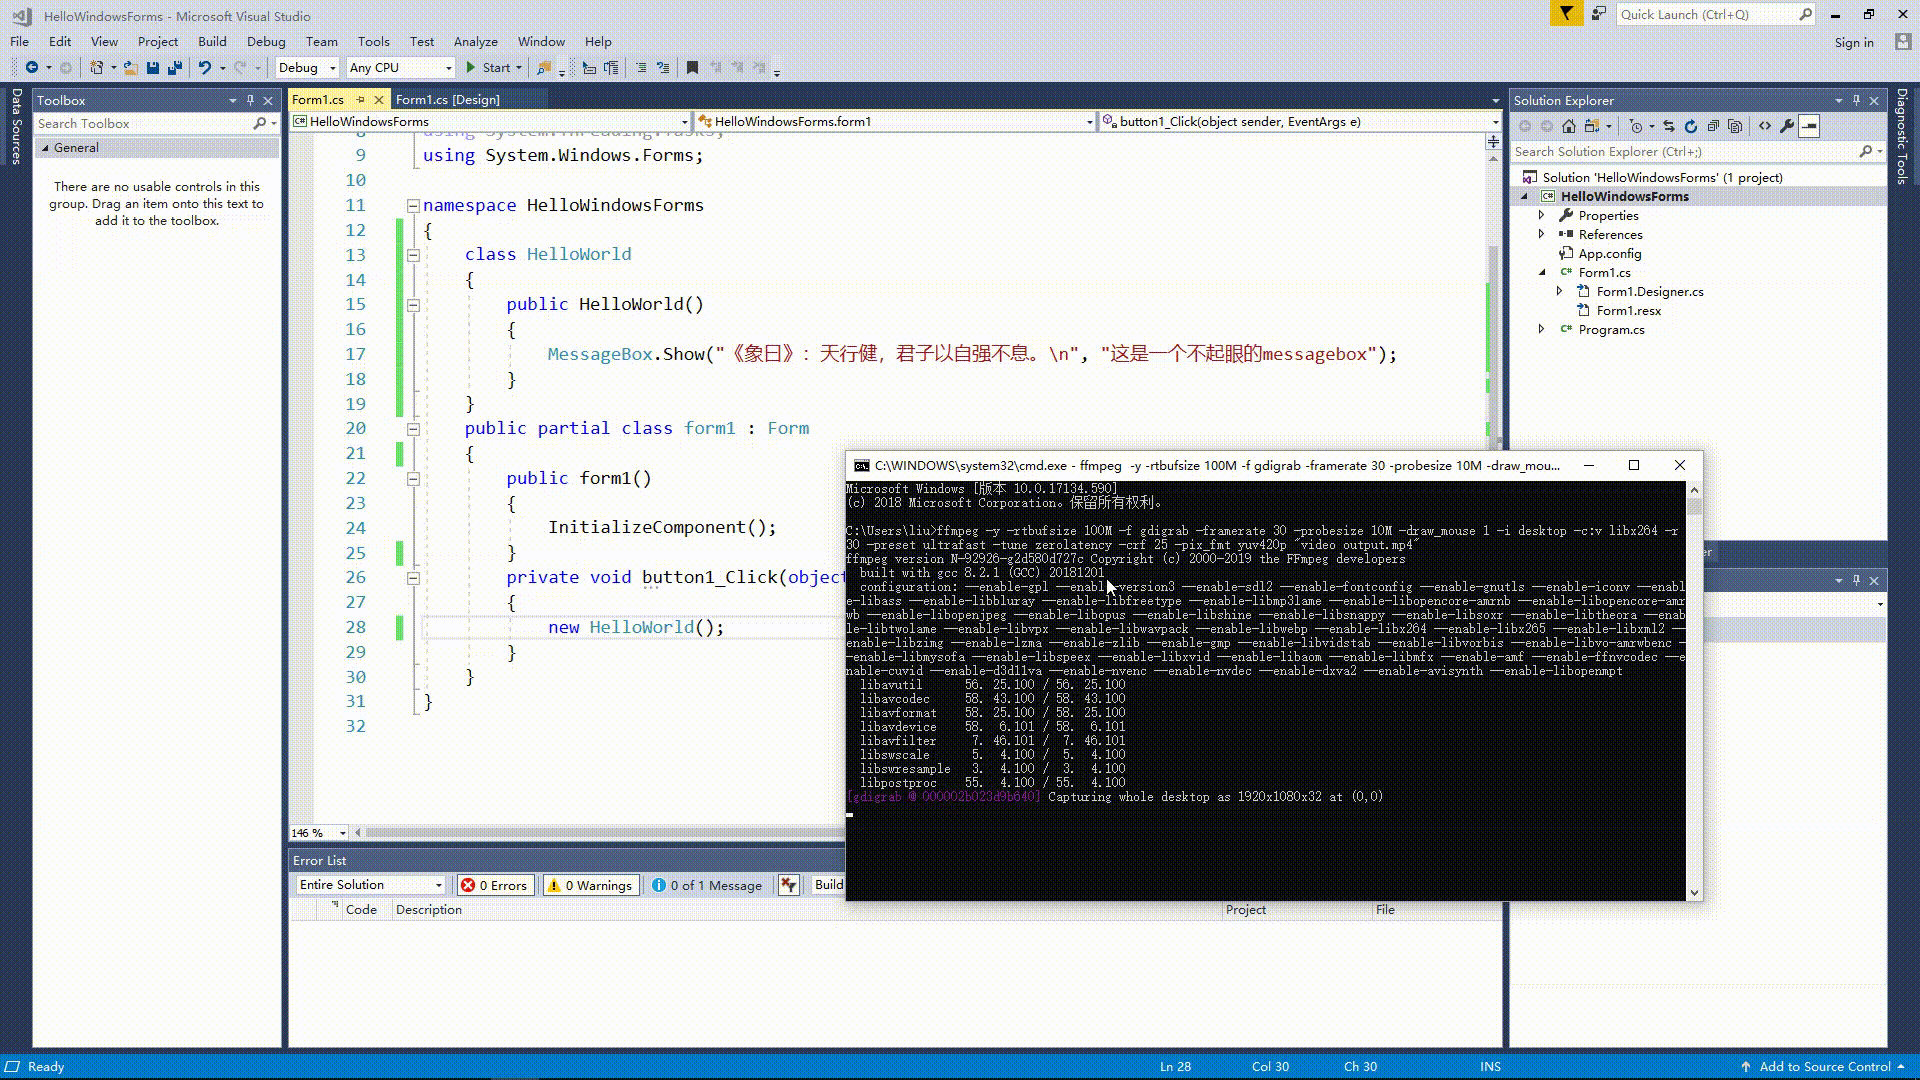 HelloWindowsForms - Microsoft Visual Studio
Quick Launch (Ctrl+Q)
File Edit View Project Build Debug Team Tools Test Analyze Window Help
Sign in
Debug Any CPU Start
Data Sources
Toolbox
Search Toolbox
General
There are no usable controls in this
group. Drag an item onto this text to
add it to the toolbox.
Form1.cs Form1.cs [Design]
HelloWindowsForms HelloWindowsForms.form1 button1_Click(object sender, EventArgs e)
8 using System.Threading.Tasks;
9 using System.Windows.Forms;
10
11 namespace HelloWindowsForms
12 {
13 class HelloWorld
14 {
15 public HelloWorld()
16 {
17 MessageBox.Show("《象曰》：天行健，君子以自强不息。\n", "这是一个不起眼的messagebox");
18 }
19 }
20 public partial class form1 : Form
21 {
22 public form1()
23 {
24 InitializeComponent();
25 }
26 private void button1_Click(object
27 {
28 new HelloWorld();
29 }
30 }
31 }
32
146 %
C:\WINDOWS\system32\cmd.exe - ffmpeg -y -rtbufsize 100M -f gdigrab -framerate 30 -probesize 10M -draw_mou...
Microsoft Windows [版本 10.0.17134.590]
(c) 2018 Microsoft Corporation。保留所有权利。
C:\Users\liu>ffmpeg -y -rtbufsize 100M -f gdigrab -framerate 30 -probesize 10M -draw_mouse 1 -i desktop -c:v libx264 -r
30 -preset ultrafast -tune zerolatency -crf 25 -pix_fmt yuv420p "video output.mp4"
ffmpeg version N-92926-g2d580d727c Copyright (c) 2000-2019 the FFmpeg developers
built with gcc 8.2.1 (GCC) 20181201
configuration: --enable-gpl --enable-version3 --enable-sdl2 --enable-fontconfig --enable-gnutls --enable-iconv --enabl
e-libass --enable-libbluray --enable-libfreetype --enable-libmp3lame --enable-libopencore-amrnb --enable-libopencore-amr
wb --enable-libopenjpeg --enable-libopus --enable-libshine --enable-libsnappy --enable-libsoxr --enable-libtheora --enab
le-libtwolame --enable-libvpx --enable-libwavpack --enable-libwebp --enable-libx264 --enable-libx265 --enable-libxml2 -
-enable-libzimg --enable-lzma --enable-zlib --enable-gmp --enable-libvidstab --enable-libvorbis --enable-libvo-amrwbenc -
-enable-libmysofa --enable-libspeex --enable-libxvid --enable-libaom --enable-libmfx --enable-amf --enable-ffnvcodec --e
nable-cuvid --enable-d3d11va --enable-nvenc --enable-nvdec --enable-dxva2 --enable-avisynth --enable-libopenmpt
libavutil 56. 25.100 / 56. 25.100
libavcodec 58. 43.100 / 58. 43.100
libavformat 58. 25.100 / 58. 25.100
libavdevice 58. 6.101 / 58. 6.101
libavfilter 7. 46.101 / 7. 46.101
libswscale 5. 4.100 / 5. 4.100
libswresample 3. 4.100 / 3. 4.100
libpostproc 55. 4.100 / 55. 4.100
[gdigrab @ 000002b023d9b640] Capturing whole desktop as 1920x1080x32 at (0,0)
Error List
Entire Solution 0 Errors 0 Warnings 0 of 1 Message Build
Code Description Project File
Solution Explorer
Search Solution Explorer (Ctrl+;)
Solution 'HelloWindowsForms' (1 project)
HelloWindowsForms
Properties
References
App.config
Form1.cs
Form1.Designer.cs
Form1.resx
Program.cs
Diagnostic Tools
Ready Ln 28 Col 30 Ch 30 INS Add to Source Control